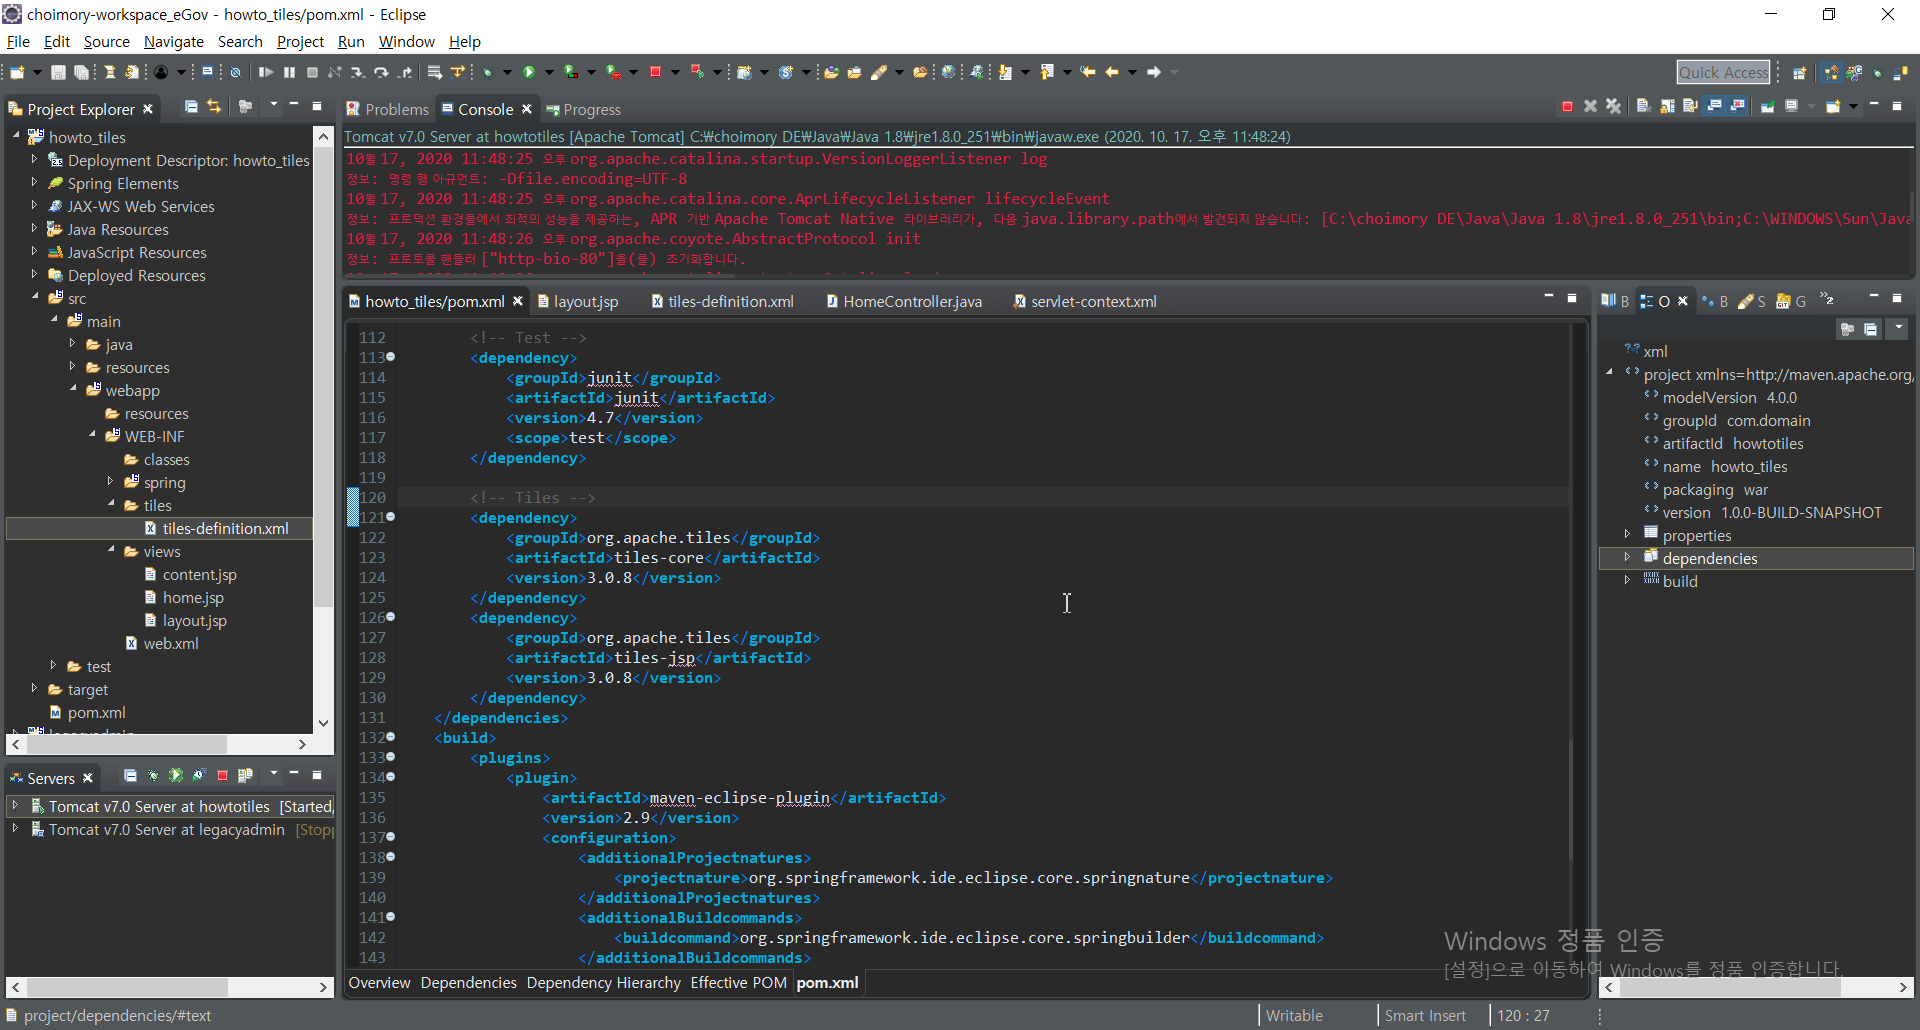 choimory-workspace_eGov - howto_tiles/pom.xml - Eclipse
File Edit Source Navigate Search Project Run Window Help
Quick Access
Project Explorer
howto_tiles
Deployment Descriptor: howto_tiles
Spring Elements
JAX-WS Web Services
Java Resources
JavaScript Resources
Deployed Resources
src
main
java
resources
webapp
resources
WEB-INF
classes
spring
tiles
tiles-definition.xml
views
content.jsp
home.jsp
layout.jsp
web.xml
test
target
pom.xml
Servers
Tomcat v7.0 Server at howtotiles [Started,
Tomcat v7.0 Server at legacyadmin [Stopp
Problems Console Progress
Tomcat v7.0 Server at howtotiles [Apache Tomcat] C:₩choimory DE₩Java₩Java 1.8₩jre1.8.0_251₩bin₩javaw.exe (2020. 10. 17. 오후 11:48:24)
10월 17, 2020 11:48:25 오후 org.apache.catalina.startup.VersionLoggerListener log
정보: 명령 행 아규먼트: -Dfile.encoding=UTF-8
10월 17, 2020 11:48:25 오후 org.apache.catalina.core.AprLifecycleListener lifecycleEvent
정보: 프로덕션 환경들에서 최적의 성능을 제공하는, APR 기반 Apache Tomcat Native 라이브러리가, 다음 java.library.path에서 발견되지 않습니다: [C:\choimory DE\Java\Java 1.8\jre1.8.0_251\bin;C:\WINDOWS\Sun\Java
10월 17, 2020 11:48:26 오후 org.apache.coyote.AbstractProtocol init
정보: 프로토콜 핸들러 ["http-bio-80"]을(를) 초기화합니다.
howto_tiles/pom.xml layout.jsp tiles-definition.xml HomeController.java servlet-context.xml
112 <!-- Test -->
113 <dependency>
114 <groupId>junit</groupId>
115 <artifactId>junit</artifactId>
116 <version>4.7</version>
117 <scope>test</scope>
118 </dependency>
119
120 <!-- Tiles -->
121 <dependency>
122 <groupId>org.apache.tiles</groupId>
123 <artifactId>tiles-core</artifactId>
124 <version>3.0.8</version>
125 </dependency>
126 <dependency>
127 <groupId>org.apache.tiles</groupId>
128 <artifactId>tiles-jsp</artifactId>
129 <version>3.0.8</version>
130 </dependency>
131 </dependencies>
132 <build>
133 <plugins>
134 <plugin>
135 <artifactId>maven-eclipse-plugin</artifactId>
136 <version>2.9</version>
137 <configuration>
138 <additionalProjectnatures>
139 <projectnature>org.springframework.ide.eclipse.core.springnature</projectnature>
140 </additionalProjectnatures>
141 <additionalBuildcommands>
142 <buildcommand>org.springframework.ide.eclipse.core.springbuilder</buildcommand>
143 </additionalBuildcommands>
Overview Dependencies Dependency Hierarchy Effective POM pom.xml
B O B S G »2
xml
project xmlns=http://maven.apache.org,
modelVersion 4.0.0
groupId com.domain
artifactId howtotiles
name howto_tiles
packaging war
version 1.0.0-BUILD-SNAPSHOT
properties
dependencies
build
Windows 정품 인증
[설정]으로 이동하여 Windows를 정품 인증합니다.
project/dependencies/#text
Writable
Smart Insert
120 : 27